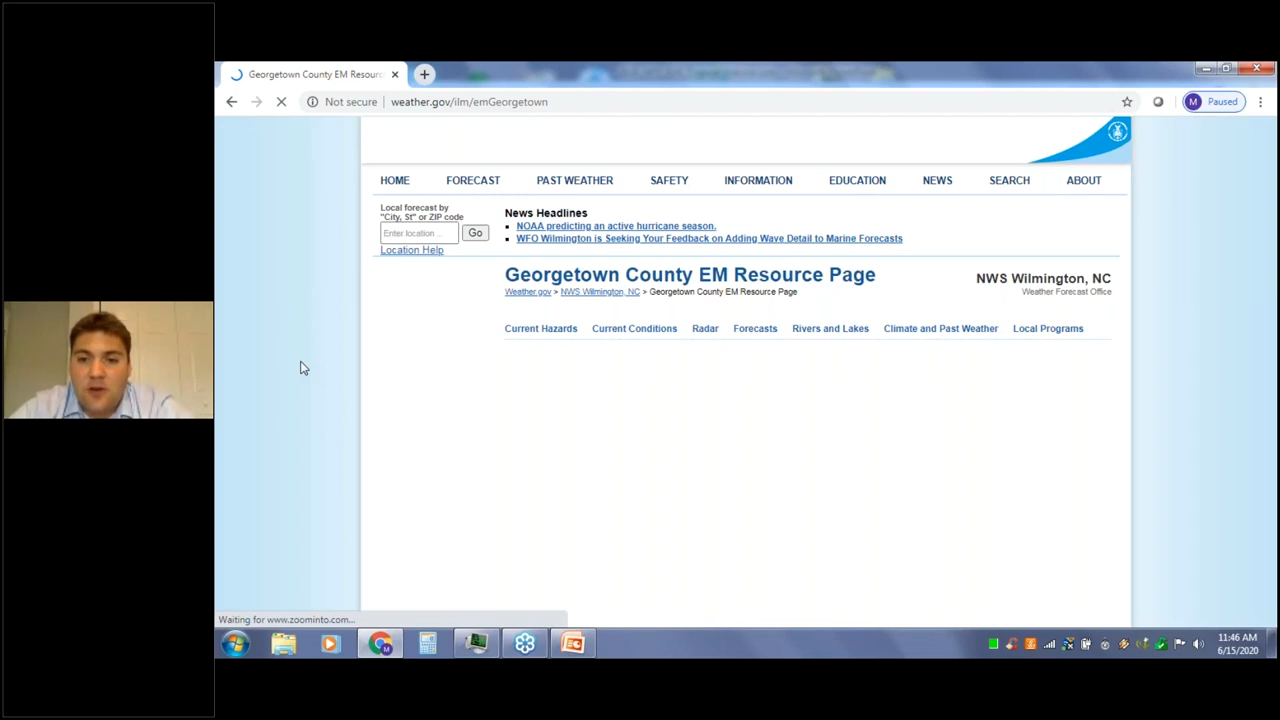 Georgetown County EM Resourc
Not secure weather.gov/ilm/emGeorgetown M Paused
HOME FORECAST PAST WEATHER SAFETY INFORMATION EDUCATION NEWS SEARCH ABOUT
Local forecast by
"City, St" or ZIP code
Enter location ... Go
Location Help
News Headlines
NOAA predicting an active hurricane season.
WFO Wilmington is Seeking Your Feedback on Adding Wave Detail to Marine Forecasts
Georgetown County EM Resource Page
Weather.gov > NWS Wilmington, NC > Georgetown County EM Resource Page
NWS Wilmington, NC
Weather Forecast Office
Current Hazards Current Conditions Radar Forecasts Rivers and Lakes Climate and Past Weather Local Programs
Waiting for www.zoominto.com...
11:46 AM
6/15/2020